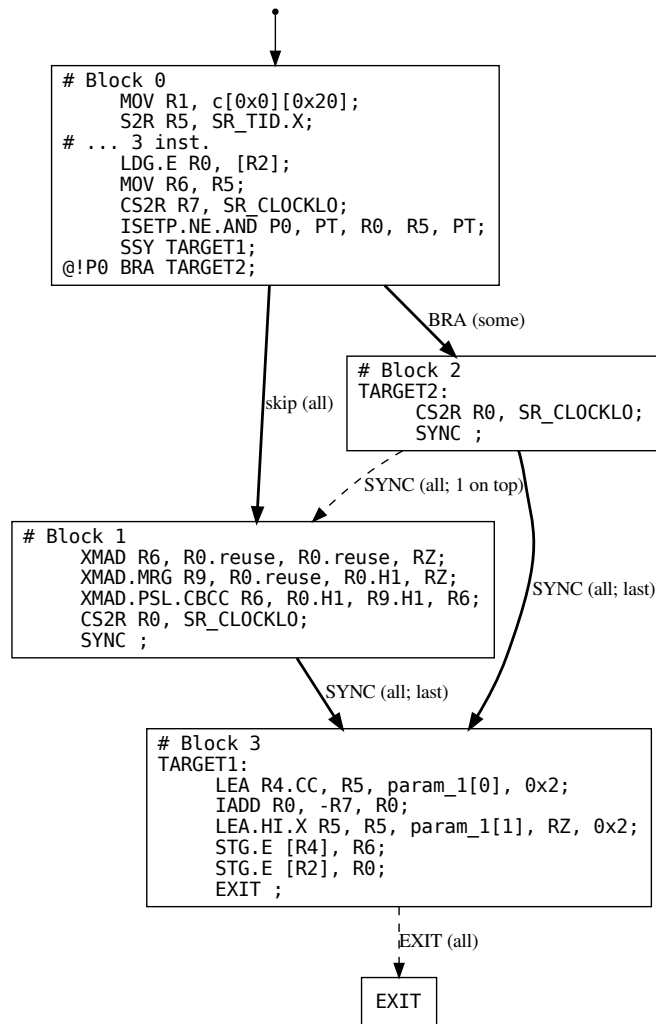 # Block 0
MOV R1, c[0x0][0x20];
S2R R5, SR_TID.X;
# ... 3 inst.
LDG.E R0, [R2];
MOV R6, R5;
CS2R R7, SR_CLOCKLO;
ISETP.NE.AND P0, PT, R0, R5, PT;
SSY TARGET1;
@!P0 BRA TARGET2;
BRA (some)
# Block 2
TARGET2:
CS2R R0, SR_CLOCKLO;
SYNC ;
skip (all)
SYNC (all; 1 on top)
# Block 1
XMAD R6, R0.reuse, R0.reuse, RZ;
XMAD.MRG R9, R0.reuse, R0.H1, RZ;
XMAD.PSL.CBCC R6, R0.H1, R9.H1, R6;
CS2R R0, SR_CLOCKLO;
SYNC ;
SYNC (all; last)
SYNC (all; last)
# Block 3
TARGET1:
LEA R4.CC, R5, param_1[0], 0x2;
IADD R0, -R7, R0;
LEA.HI.X R5, R5, param_1[1], RZ, 0x2;
STG.E [R4], R6;
STG.E [R2], R0;
EXIT ;
EXIT (all)
EXIT